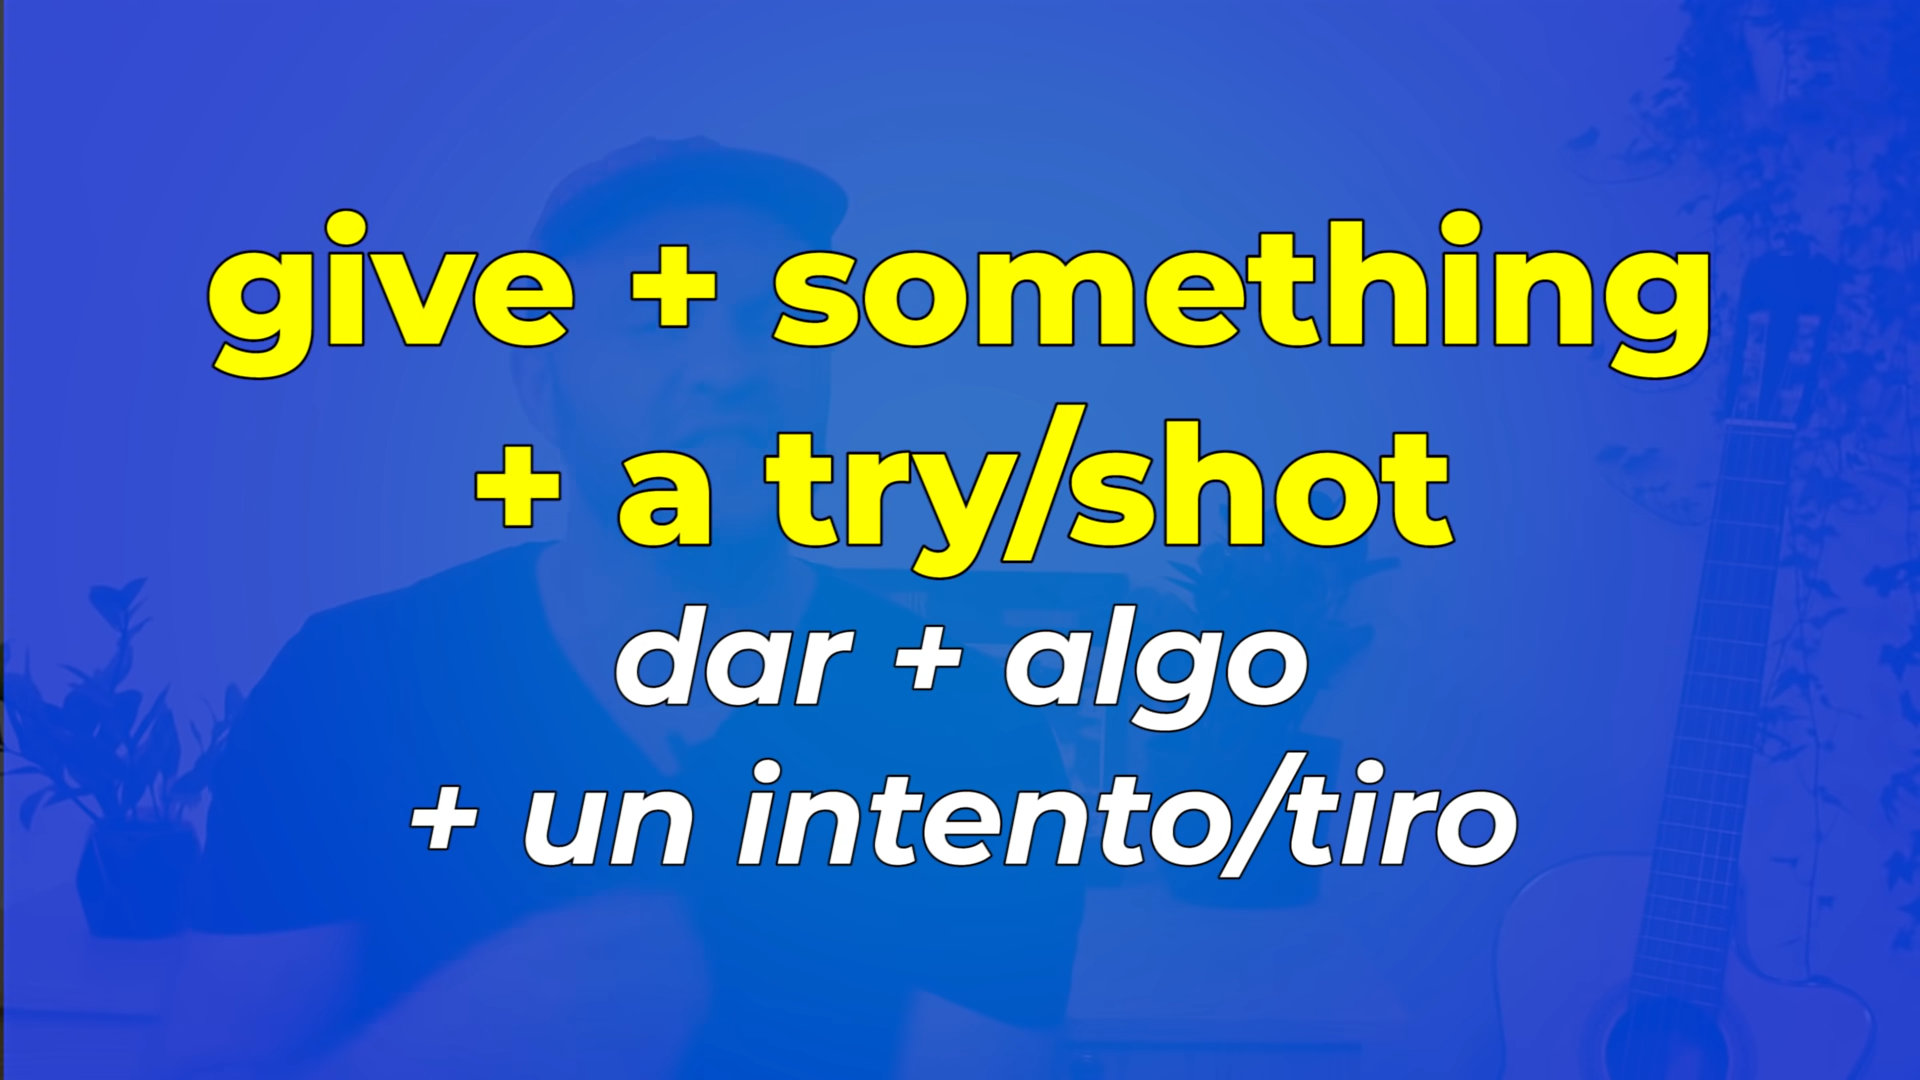 give + something
+ a try/shot
dar + algo
+ un intento/tiro